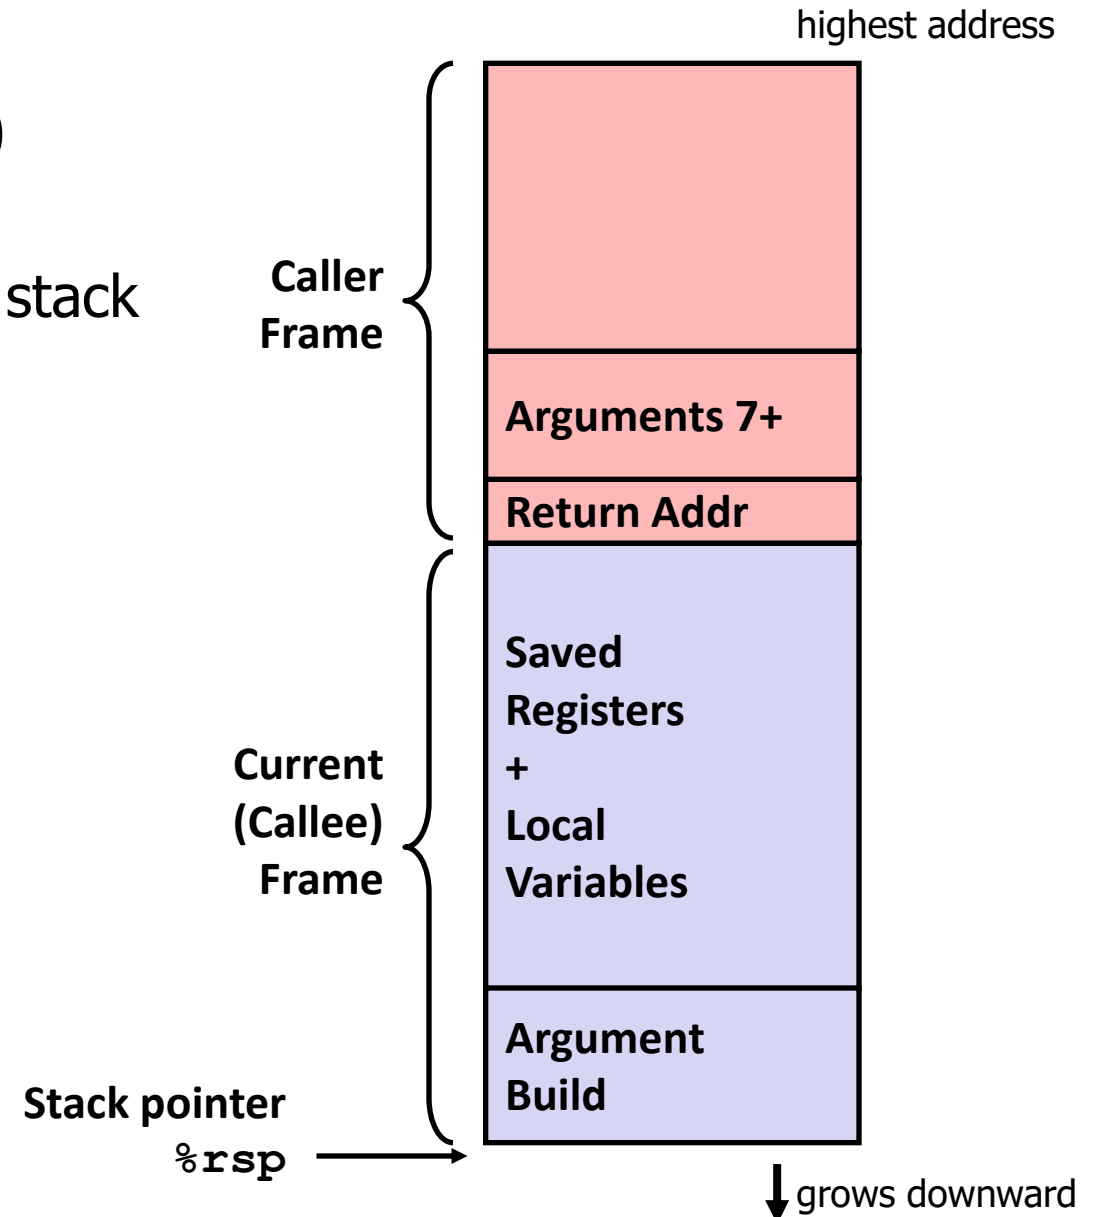 highest address
)
stack
Caller
Frame
Arguments 7+
Return Addr
Saved
Registers
+
Local
Variables
Current
(Callee)
Frame
Argument
Build
Stack pointer
%rsp
grows downward